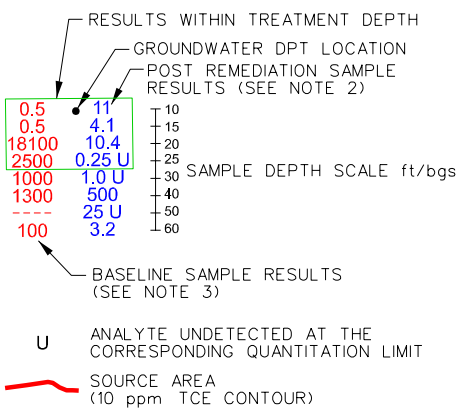 RESULTS WITHIN TREATMENT DEPTH
GROUNDWATER DPT LOCATION
POST REMEDIATION SAMPLE
RESULTS (SEE NOTE 2)
0.5 11 10
0.5 4.1 15
18100 10.4 20
2500 0.25 U 25
1000 1.0 U 30
1300 500 40
---- 25 U 50
100 3.2 60
SAMPLE DEPTH SCALE ft/bgs
BASELINE SAMPLE RESULTS
(SEE NOTE 3)
U ANALYTE UNDETECTED AT THE
CORRESPONDING QUANTITATION LIMIT
SOURCE AREA
(10 ppm TCE CONTOUR)